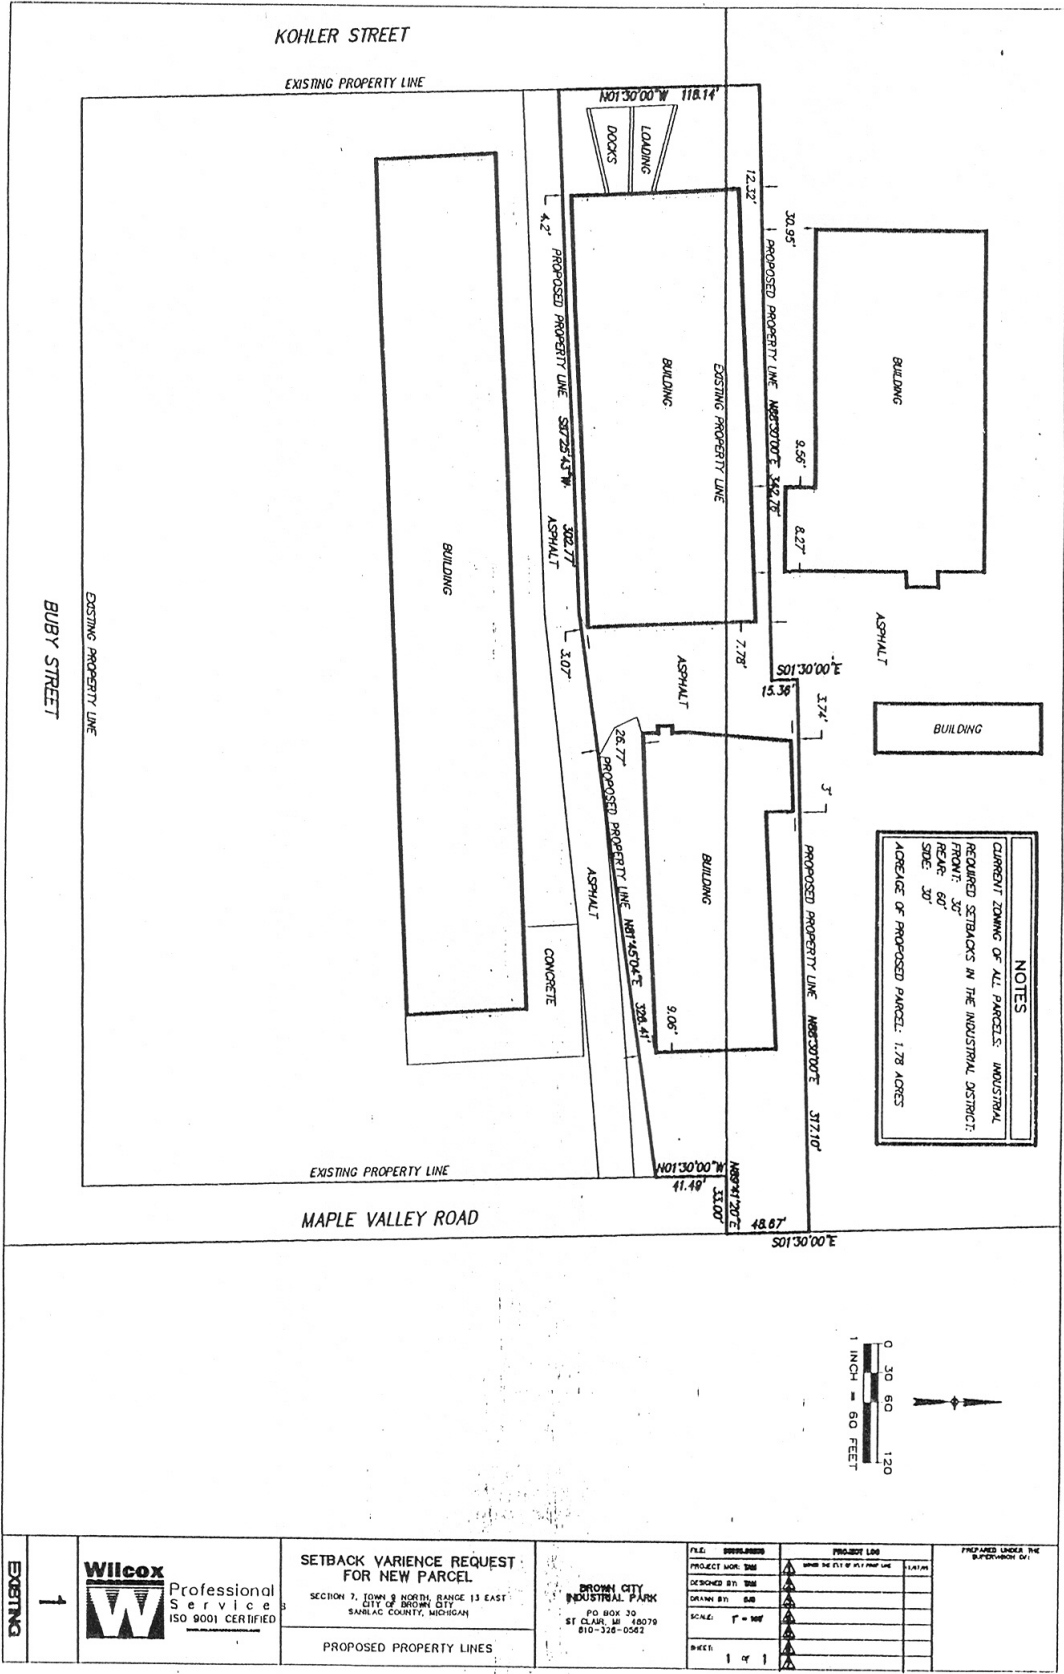 KOHLER STREET
EXISTING PROPERTY LINE
N01°30'00"W 118.14'
LOADING
DOCKS
12.32'
30.95'
4.2'
PROPOSED PROPERTY LINE S87°25'43"W 302.77'
ASPHALT
BUILDING
EXISTING PROPERTY LINE
PROPOSED PROPERTY LINE N88°30'00"E 342.76'
BUILDING
9.56'
8.27'
BUILDING
EXISTING PROPERTY LINE
BUBY STREET
3.07'
7.78'
ASPHALT
ASPHALT
S01°30'00"E
15.36'
3.74'
BUILDING
3'
26.77'
PROPOSED PROPERTY LINE N81°45'04"E 328.41'
BUILDING
ASPHALT
CONCRETE
9.06'
PROPOSED PROPERTY LINE N88°30'00"E 317.10'
NOTES
CURRENT ZONING OF ALL PARCELS: INDUSTRIAL
REQUIRED SETBACKS IN THE INDUSTRIAL DISTRICT:
FRONT: 30'
REAR: 60'
SIDE: 30'
ACREAGE OF PROPOSED PARCEL: 1.78 ACRES
EXISTING PROPERTY LINE
N01°30'00"W
41.49'
N89°41'20"E
33.00'
48.67'
S01°30'00"E
MAPLE VALLEY ROAD
0 30 60 120
1 INCH = 60 FEET
EXISTING
1
Wilcox
Professional
Services
ISO 9001 CERTIFIED
SETBACK VARIENCE REQUEST
FOR NEW PARCEL
SECTION 7, TOWN 9 NORTH, RANGE 13 EAST
CITY OF BROWN CITY
SANILAC COUNTY, MICHIGAN
PROPOSED PROPERTY LINES
BROWN CITY
INDUSTRIAL PARK
PO BOX 30
ST CLAIR, MI 48079
810-326-0562
FILE:
PROJECT MGR: TAM
DESIGNED BY: TAM
DRAWN BY:
SCALE:
SHEET:
1 OF 1
PROJECT LOG
PREPARED UNDER THE
SUPERVISION OF: